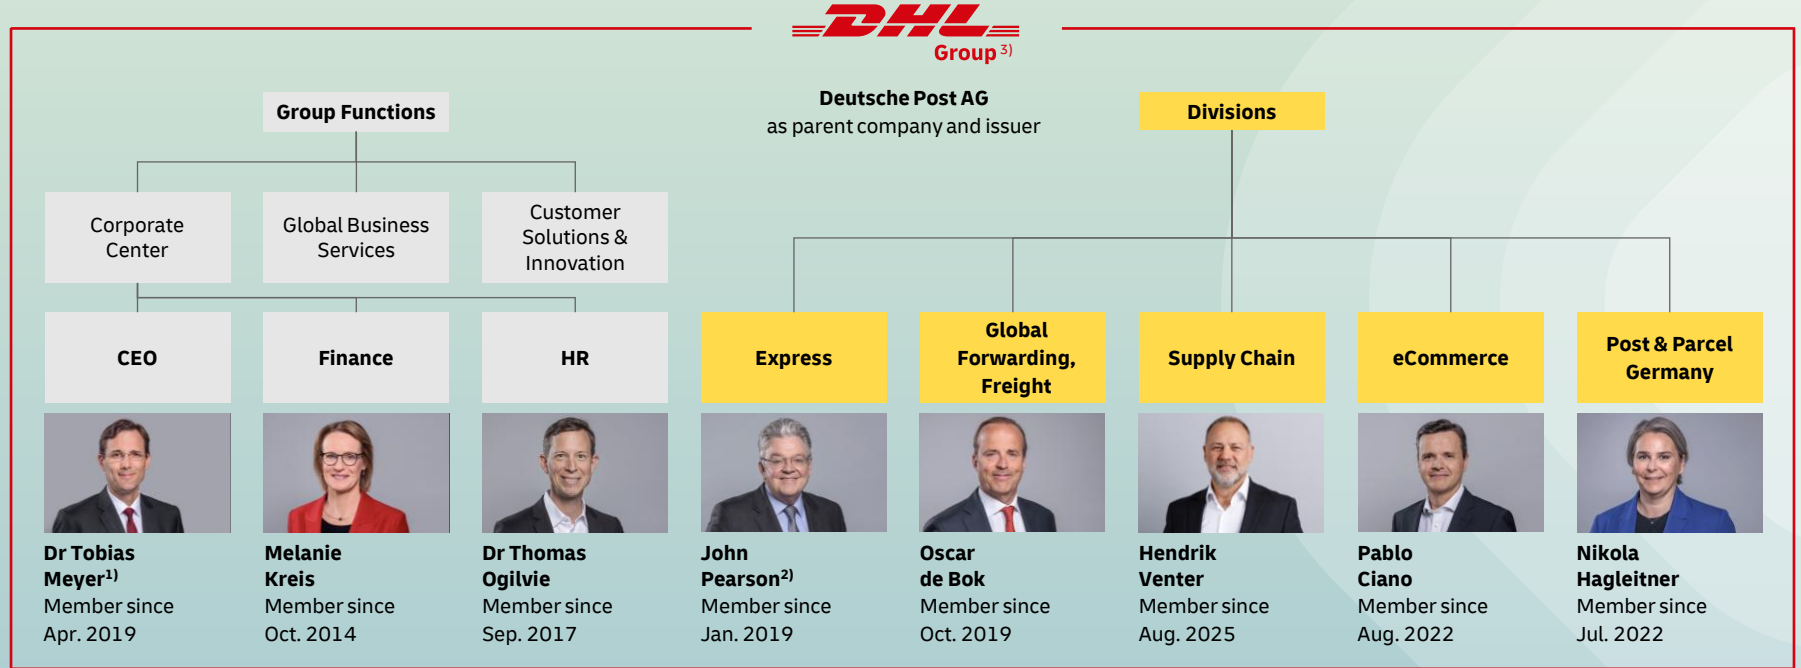 DHL
Group 3)
Deutsche Post AG
as parent company and issuer
Group Functions
Divisions
Corporate
Center
Global Business
Services
Customer
Solutions &
Innovation
CEO
Finance
HR
Express
Global
Forwarding,
Freight
Supply Chain
eCommerce
Post & Parcel
Germany
Dr Tobias
Meyer1)
Member since
Apr. 2019
Melanie
Kreis
Member since
Oct. 2014
Dr Thomas
Ogilvie
Member since
Sep. 2017
John
Pearson2)
Member since
Jan. 2019
Oscar
de Bok
Member since
Oct. 2019
Hendrik
Venter
Member since
Aug. 2025
Pablo
Ciano
Member since
Aug. 2022
Nikola
Hagleitner
Member since
Jul. 2022